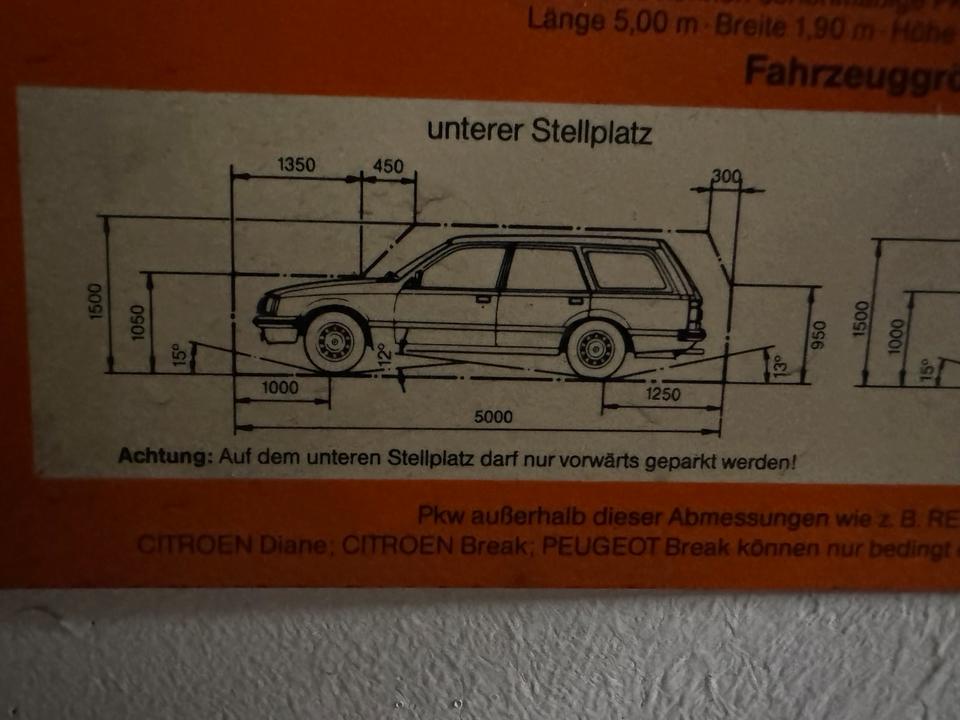 Länge 5,00 m · Breite 1,90 m · Höhe
Fahrzeuggrö
unterer Stellplatz
1350
450
300
1500
1050
15°
12°
13°
950
1000
1250
5000
1500
1000
15°
Achtung: Auf dem unteren Stellplatz darf nur vorwärts geparkt werden!
Pkw außerhalb dieser Abmessungen wie z. B. RE
CITROEN Diane; CITROEN Break; PEUGEOT Break können nur bedingt